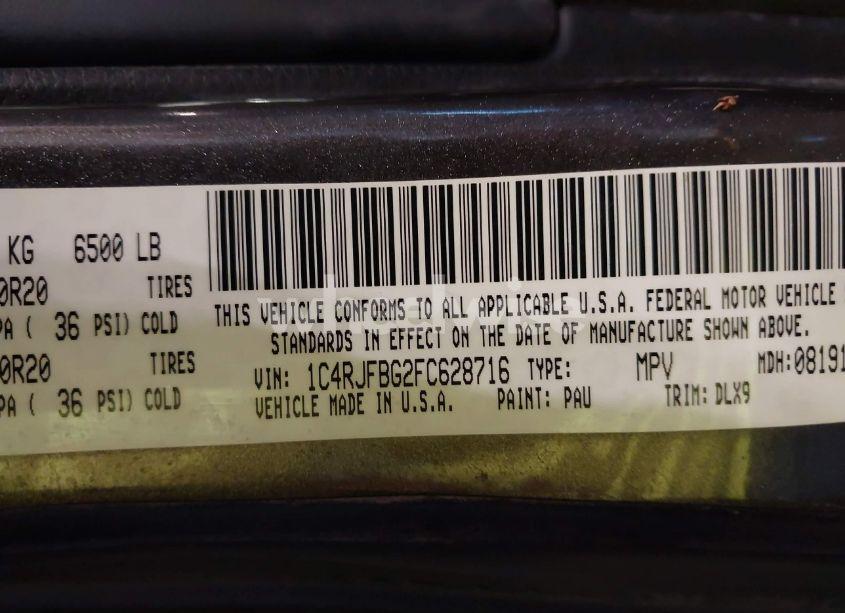 KG 6500 LB
0R20 TIRES
PA ( 36 PSI) COLD
0R20 TIRES
PA ( 36 PSI) COLD
THIS VEHICLE CONFORMS TO ALL APPLICABLE U.S.A. FEDERAL MOTOR VEHICLE
STANDARDS IN EFFECT ON THE DATE OF MANUFACTURE SHOWN ABOVE.
VIN: 1C4RJFBG2FC628716 TYPE: MPV MDH:08191
VEHICLE MADE IN U.S.A. PAINT: PAU TRIM: DLX9